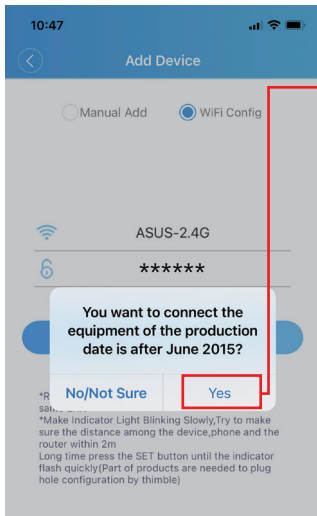 10:47
Add Device
Manual Add WiFi Config
ASUS-2.4G
******
You want to connect the
equipment of the production
date is after June 2015?
No/Not Sure Yes
*Make Indicator Light Blinking Slowly,Try to make
sure the distance among the device,phone and the
router within 2m
Long time press the SET button until the indicator
flash quickly(Part of products are needed to plug
hole configuration by thimble)